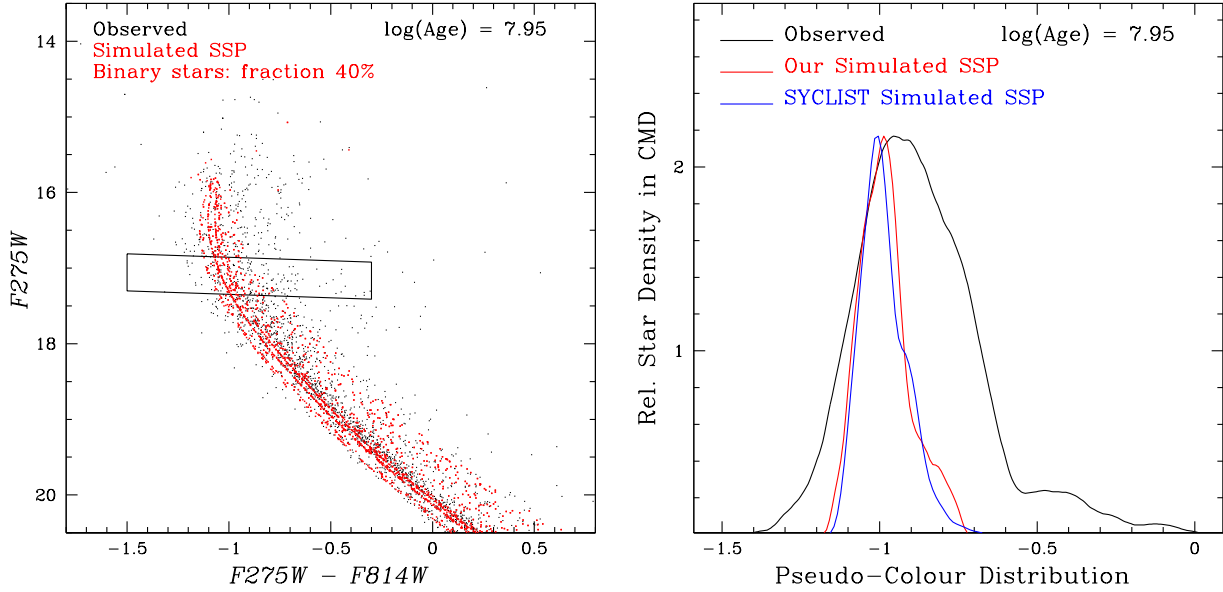 Observed
log(Age) = 7.95
Simulated SSP
Binary stars: fraction 40%
14
16
18
20
F275W
−1.5
−1
−0.5
0
0.5
F275W − F814W
Observed
log(Age) = 7.95
Our Simulated SSP
SYCLIST Simulated SSP
2
1
Rel. Star Density in CMD
−1.5
−1
−0.5
0
Pseudo−Colour Distribution